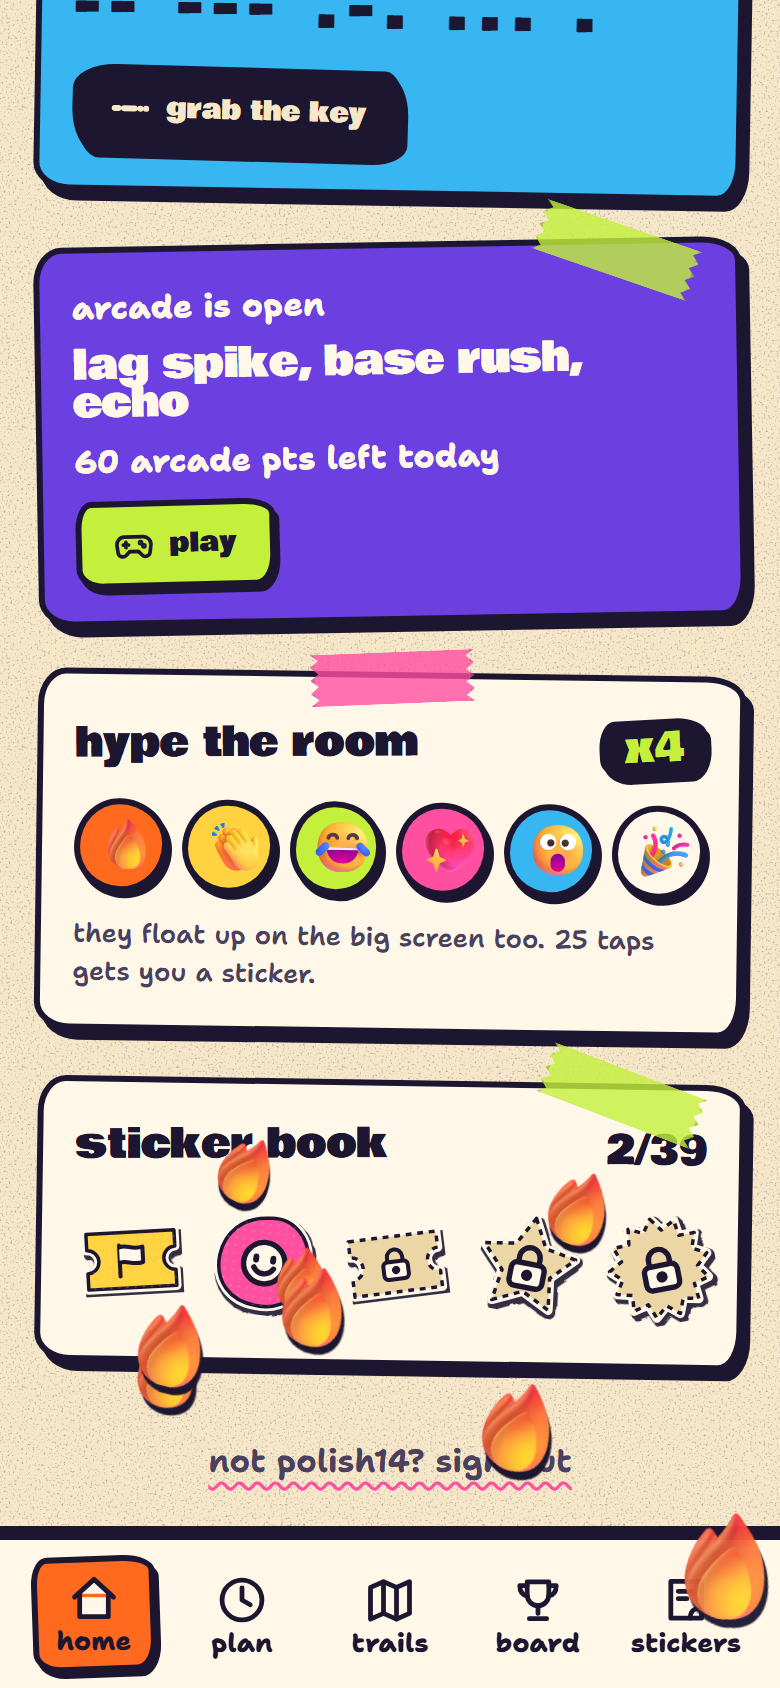 grab the key
arcade is open
lag spike, base rush,
echo
60 arcade pts left today
play
hype the room
x4
they float up on the big screen too. 25 taps
gets you a sticker.
sticker book
2/39
not polish14? sign out
home
plan
trails
board
stickers